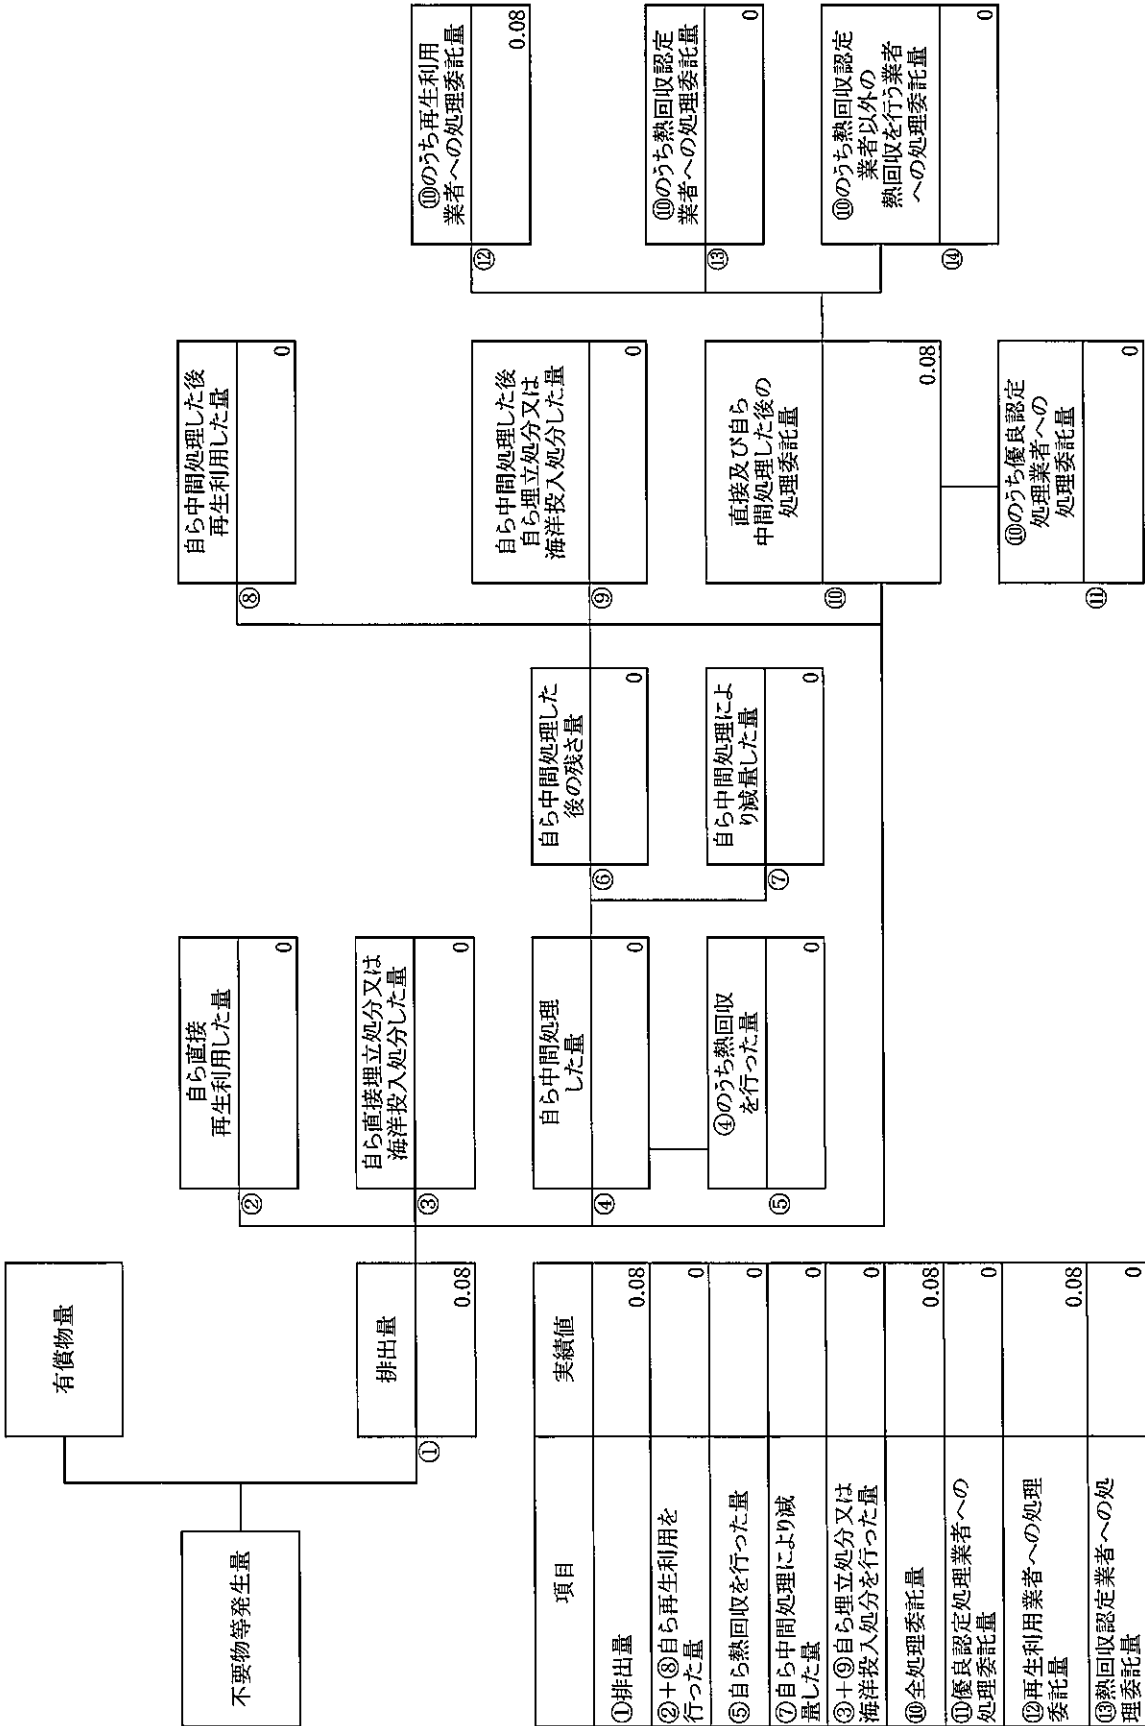 不要物等発生量
有償物量
①
排出量
0.08
②
自ら直接
再生利用した量
0
③
自ら直接埋立処分又は
海洋投入処分した量
0
④
自ら中間処理
した量
0
⑤
④のうち熱回収
を行った量
0
⑥
自ら中間処理した
後の残さ量
0
⑦
自ら中間処理によ
り減量した量
0
⑧
自ら中間処理した後
再生利用した量
0
⑨
自ら中間処理した後
自ら埋立処分又は
海洋投入処分した量
0
⑩
直接及び自ら
中間処理した後の
処理委託量
0.08
⑪
⑩のうち優良認定
処理業者への
処理委託量
0
⑫
⑩のうち再生利用
業者への処理委託量
0.08
⑬
⑩のうち熱回収認定
業者への処理委託量
0
⑭
⑩のうち熱回収認定
業者以外の
熱回収を行う業者
への処理委託量
0
項目 実績値
①排出量 0.08
②+⑧自ら再生利用を
行った量 0
⑤自ら熱回収を行った量 0
⑦自ら中間処理により減
量した量 0
③+⑨自ら埋立処分又は
海洋投入処分を行った量 0
⑩全処理委託量 0.08
⑪優良認定処理業者への
処理委託量 0
⑫再生利用業者への処理
委託量 0.08
⑬熱回収認定業者への処
理委託量 0